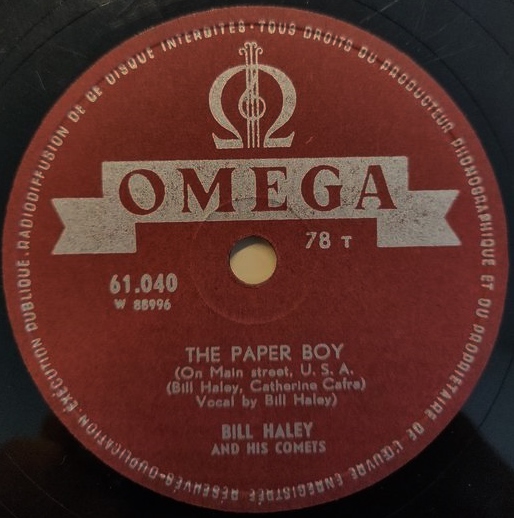 TOUS DROITS DU PRODUCTEUR PHONOGRAPHIQUE ET DU PROPRIETAIRE DE L'ŒUVRE ENREGISTRÉE RÉSERVÉS-DUPLICATION.EXÉCUTION PUBLIQUE.RADIODIFFUSION DE CE DISQUE INTERDITES·
Ω
OMEGA
78 T
61.040
W 88996
THE PAPER BOY
(On Main street, U. S. A.
(Bill Haley, Catherine Cafra)
Vocal by Bill Haley)
BILL HALEY
AND HIS COMETS